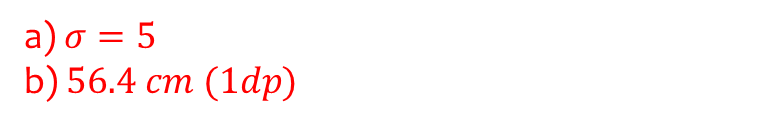 a) σ = 5
b) 56.4 cm (1dp)